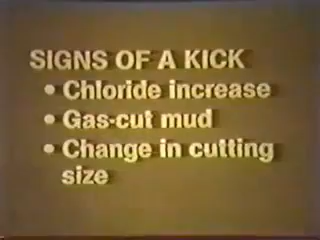 SIGNS OF A KICK
• Chloride increase
• Gas-cut mud
• Change in cutting
size